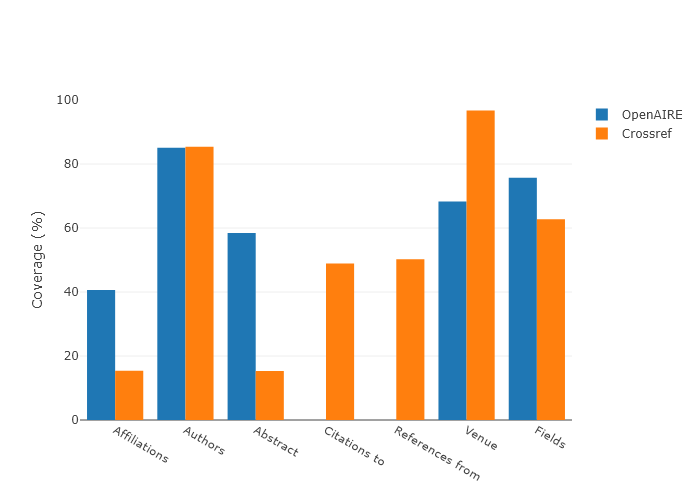 100
80
60
40
20
0
Coverage (%)
Affiliations
Authors
Abstract
Citations to
References from
Venue
Fields
OpenAIRE
Crossref